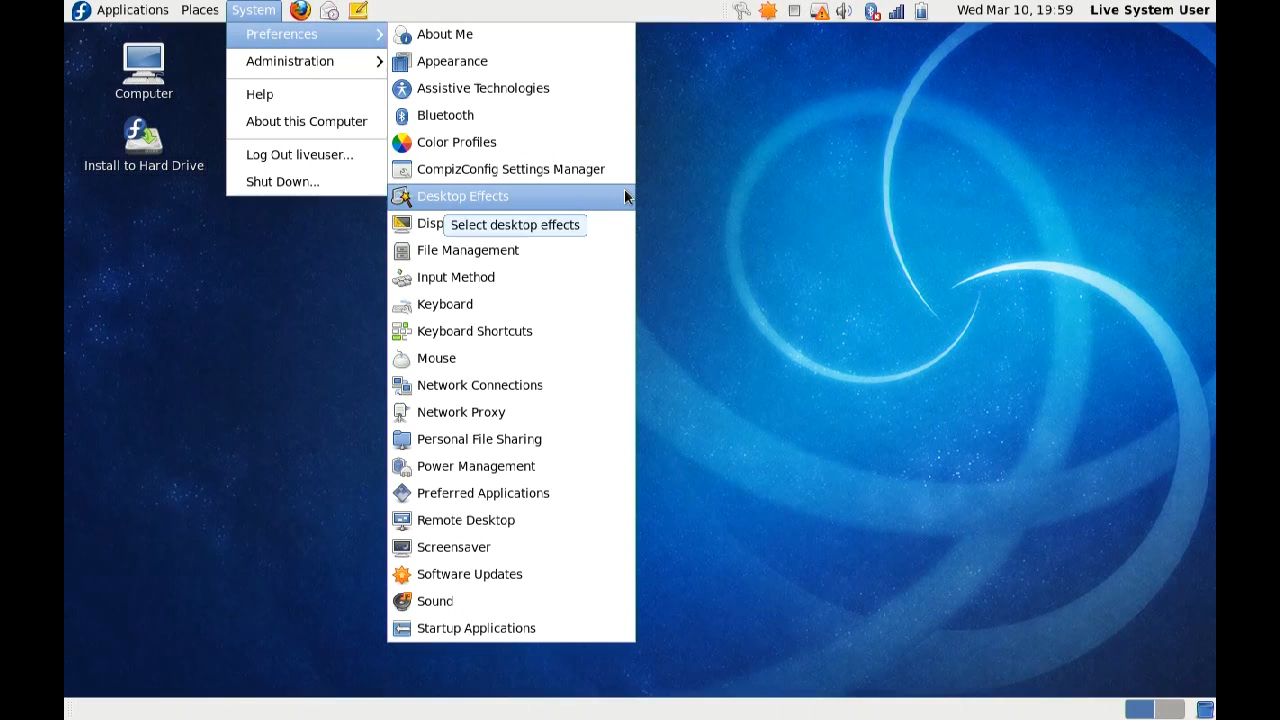 Applications Places System Wed Mar 10, 19:59 Live System User
Computer
Install to Hard Drive
Preferences
Administration
Help
About this Computer
Log Out liveuser...
Shut Down...
About Me
Appearance
Assistive Technologies
Bluetooth
Color Profiles
CompizConfig Settings Manager
Desktop Effects
Disp
Select desktop effects
File Management
Input Method
Keyboard
Keyboard Shortcuts
Mouse
Network Connections
Network Proxy
Personal File Sharing
Power Management
Preferred Applications
Remote Desktop
Screensaver
Software Updates
Sound
Startup Applications